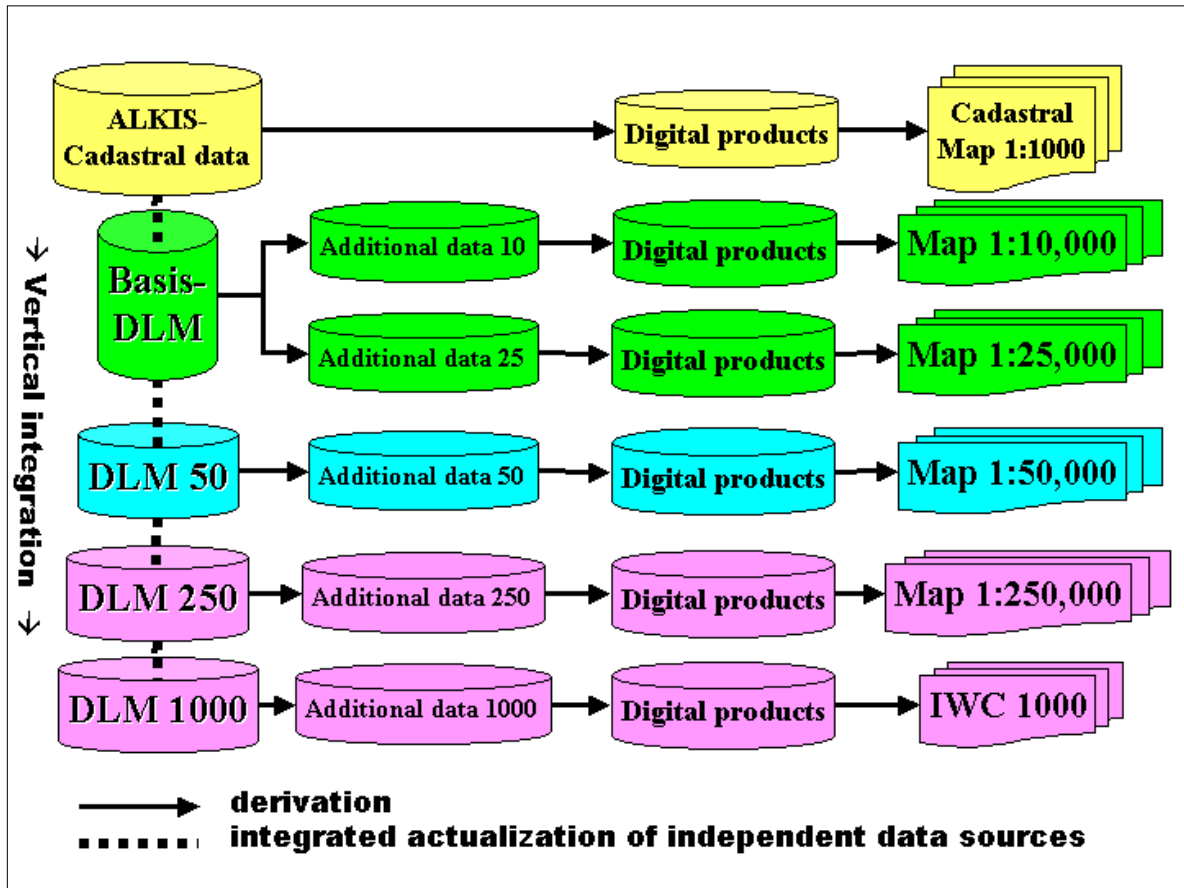 ALKIS-
Cadastral data
Digital products
Cadastral
Map 1:1000
Basis-
DLM
Additional data 10
Digital products
Map 1:10,000
Additional data 25
Digital products
Map 1:25,000
→ Vertical integration →
DLM 50
Additional data 50
Digital products
Map 1:50,000
DLM 250
Additional data 250
Digital products
Map 1:250,000
DLM 1000
Additional data 1000
Digital products
IWC 1000
derivation
integrated actualization of independent data sources